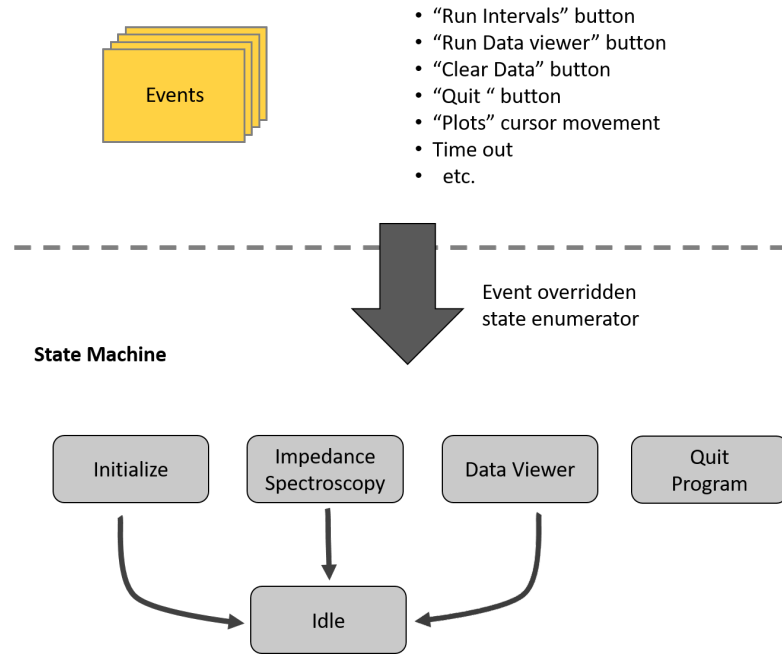 Events
• “Run Intervals” button
• “Run Data viewer” button
• “Clear Data” button
• “Quit “ button
• “Plots” cursor movement
• Time out
• etc.
Event overridden
state enumerator
State Machine
Initialize
Impedance
Spectroscopy
Data Viewer
Quit
Program
Idle